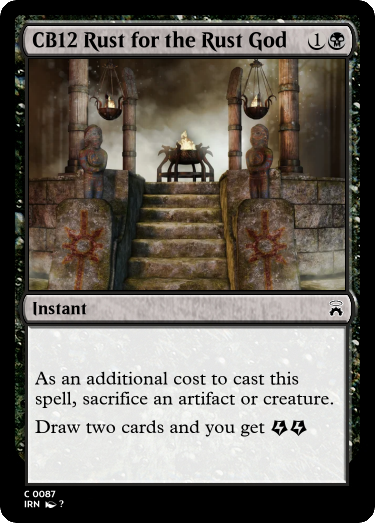 CB12 Rust for the Rust God 1
Instant
As an additional cost to cast this
spell, sacrifice an artifact or creature.
Draw two cards and you get
C 0087
IRN ?